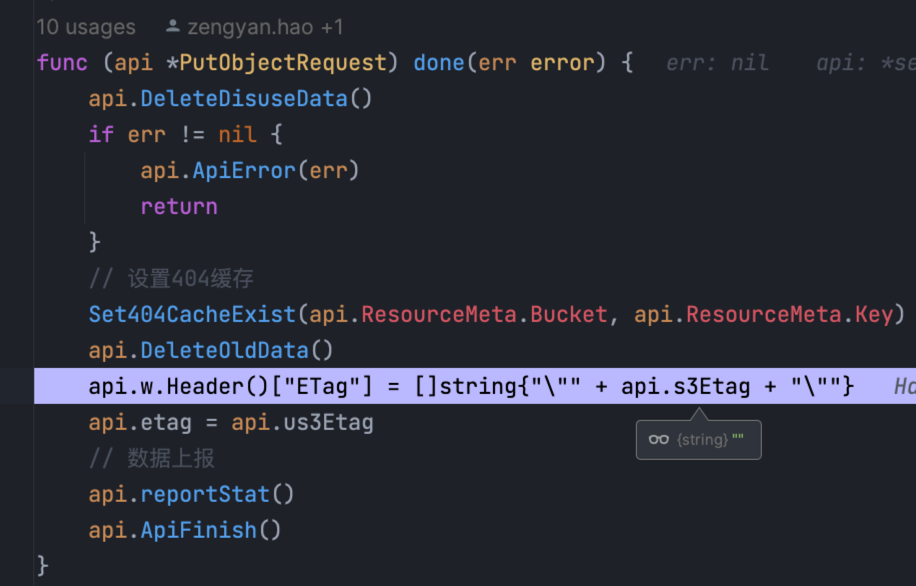 10 usages zengyan.hao +1
func (api *PutObjectRequest) done(err error) { err: nil api: *se
    api.DeleteDisuseData()
    if err != nil {
        api.ApiError(err)
        return
    }
    // 设置404缓存
    Set404CacheExist(api.ResourceMeta.Bucket, api.ResourceMeta.Key)
    api.DeleteOldData()
    api.w.Header()["ETag"] = []string{"\"" + api.s3Etag + "\""}
    api.etag = api.us3Etag
{string} ""
    // 数据上报
    api.reportStat()
    api.ApiFinish()
}